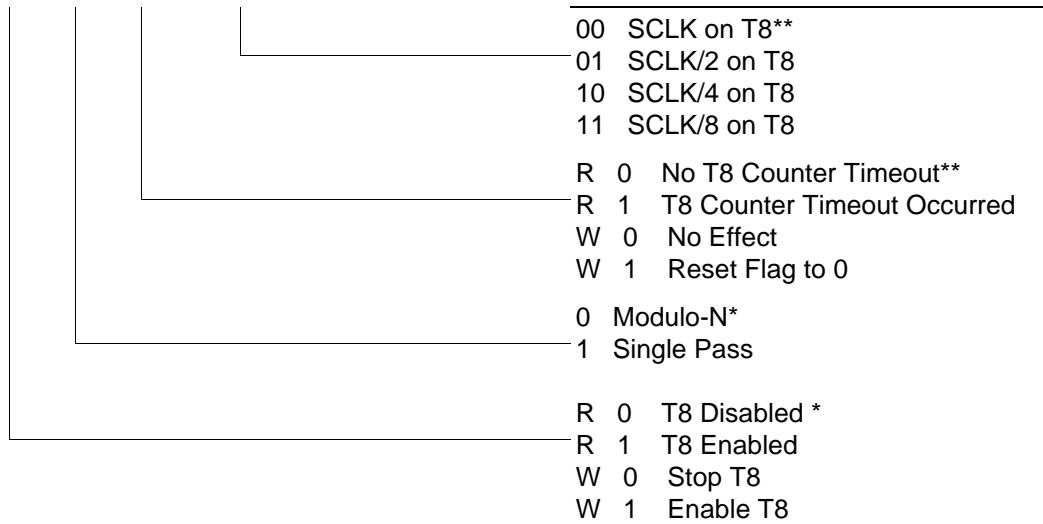 00 SCLK on T8**
01 SCLK/2 on T8
10 SCLK/4 on T8
11 SCLK/8 on T8
R 0 No T8 Counter Timeout**
R 1 T8 Counter Timeout Occurred
W 0 No Effect
W 1 Reset Flag to 0
0 Modulo-N*
1 Single Pass
R 0 T8 Disabled *
R 1 T8 Enabled
W 0 Stop T8
W 1 Enable T8